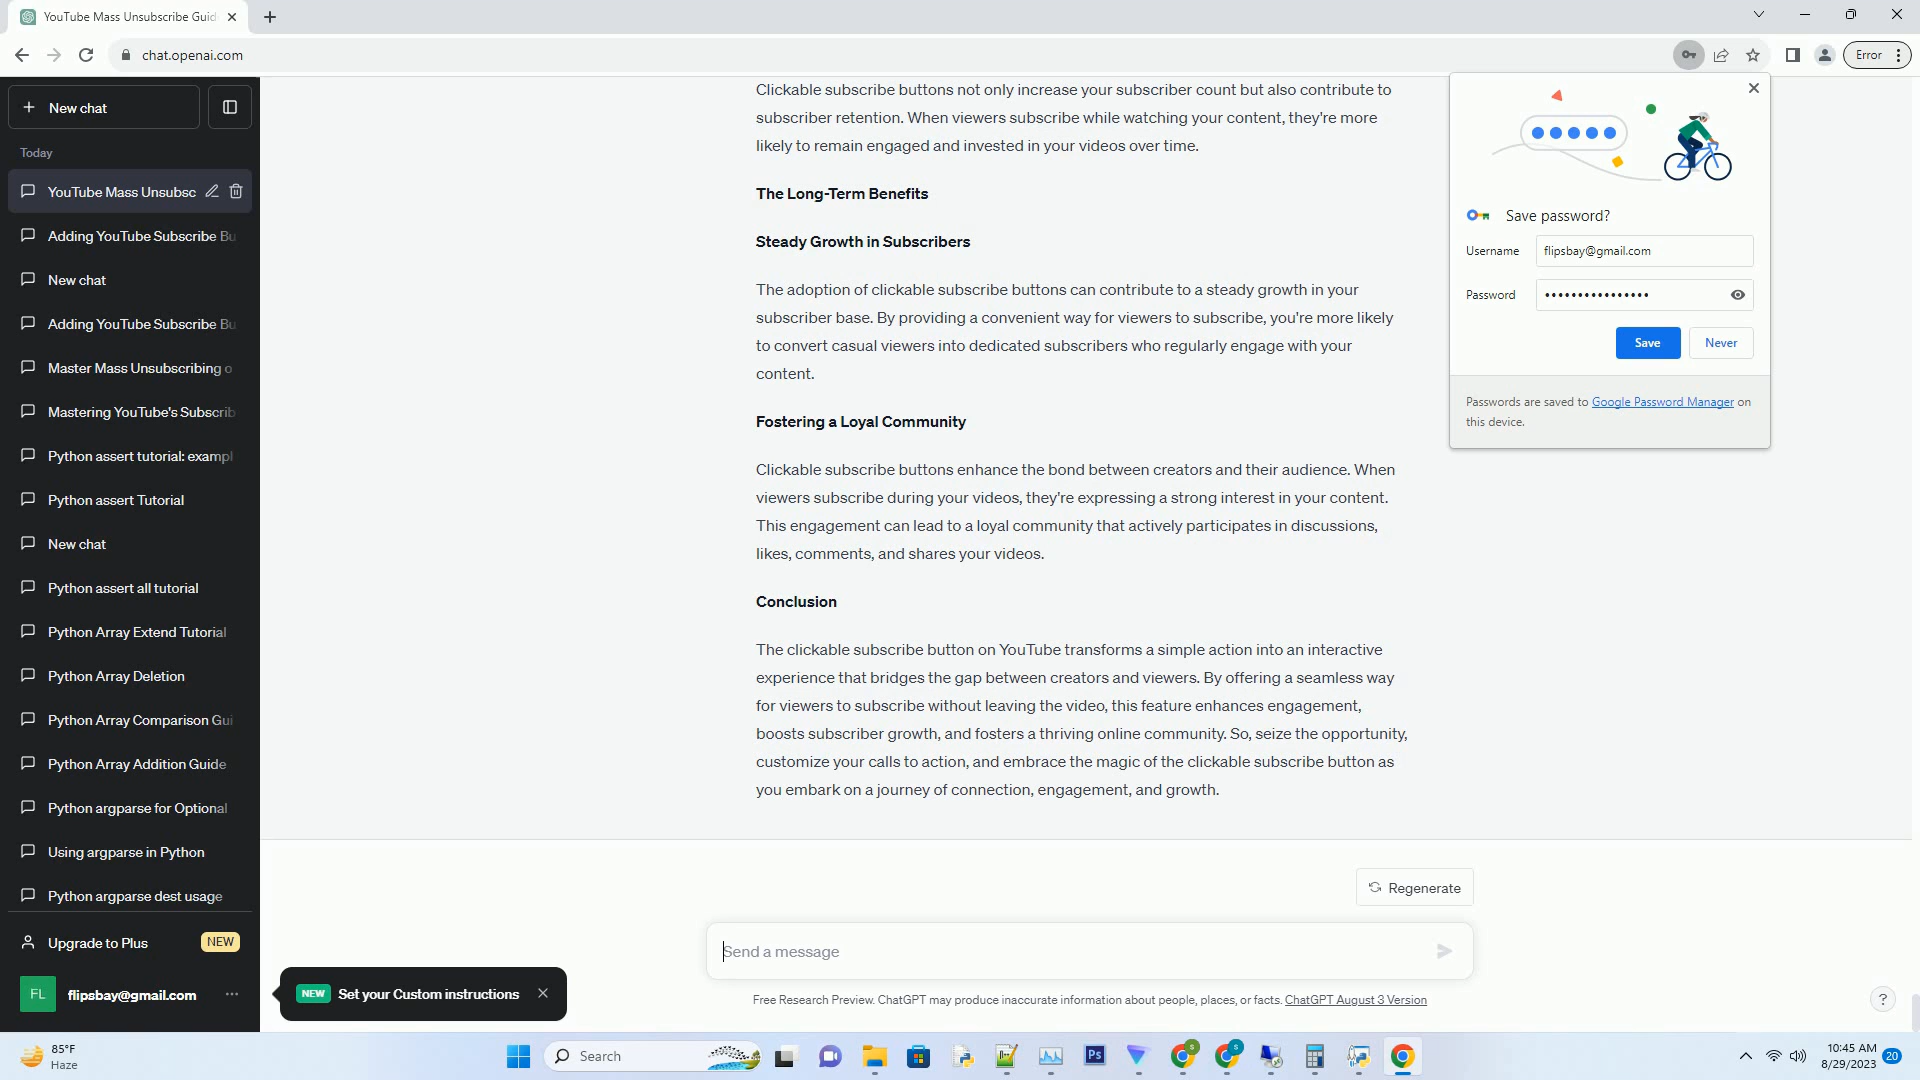 YouTube Mass Unsubscribe Guid
chat.openai.com
Error
New chat
Today
YouTube Mass Unsubsc
Adding YouTube Subscribe Bu
New chat
Adding YouTube Subscribe Bu
Master Mass Unsubscribing o
Mastering YouTube's Subscrib
Python assert tutorial: exampl
Python assert Tutorial
New chat
Python assert all tutorial
Python Array Extend Tutorial
Python Array Deletion
Python Array Comparison Gui
Python Array Addition Guide
Python argparse for Optional
Using argparse in Python
Python argparse dest usage
Upgrade to Plus
NEW
FL
flipsbay@gmail.com
Clickable subscribe buttons not only increase your subscriber count but also contribute to
subscriber retention. When viewers subscribe while watching your content, they're more
likely to remain engaged and invested in your videos over time.
The Long-Term Benefits
Steady Growth in Subscribers
The adoption of clickable subscribe buttons can contribute to a steady growth in your
subscriber base. By providing a convenient way for viewers to subscribe, you're more likely
to convert casual viewers into dedicated subscribers who regularly engage with your
content.
Fostering a Loyal Community
Clickable subscribe buttons enhance the bond between creators and their audience. When
viewers subscribe during your videos, they're expressing a strong interest in your content.
This engagement can lead to a loyal community that actively participates in discussions,
likes, comments, and shares your videos.
Conclusion
The clickable subscribe button on YouTube transforms a simple action into an interactive
experience that bridges the gap between creators and viewers. By offering a seamless way
for viewers to subscribe without leaving the video, this feature enhances engagement,
boosts subscriber growth, and fosters a thriving online community. So, seize the opportunity,
customize your calls to action, and embrace the magic of the clickable subscribe button as
you embark on a journey of connection, engagement, and growth.
Save password?
Username
flipsbay@gmail.com
Password
••••••••••••••••
Save
Never
Passwords are saved to Google Password Manager on
this device.
Regenerate
Send a message
NEW Set your Custom instructions
Free Research Preview. ChatGPT may produce inaccurate information about people, places, or facts. ChatGPT August 3 Version
?
85°F
Haze
Search
Ps
S
S
10:45 AM
8/29/2023
20